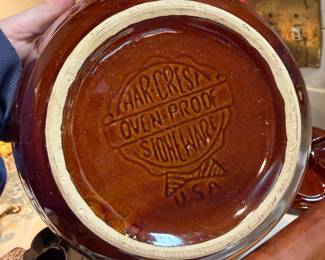 HAR-CREST
OVEN-PROOF
STONEWARE
USA